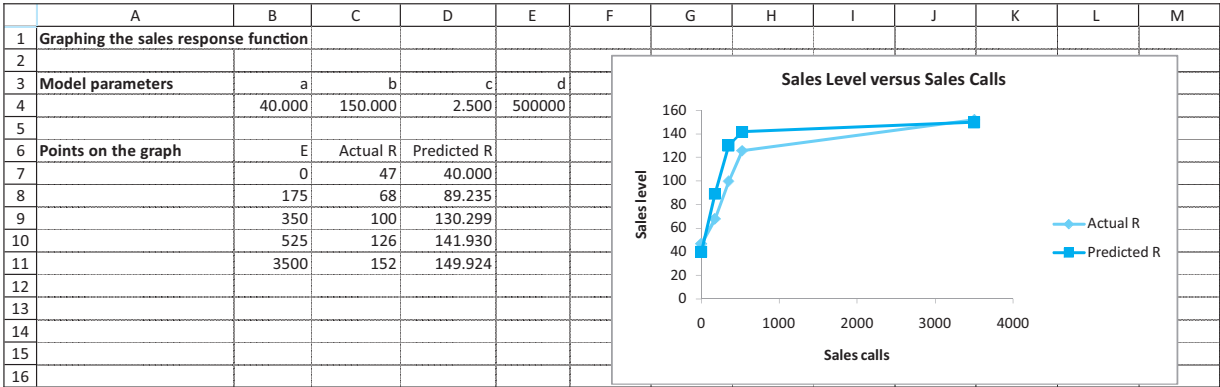 A B C D E F G H I J K L M
1 Graphing the sales response function
2
3 Model parameters a b c d
4 40.000 150.000 2.500 500000
5
6 Points on the graph E Actual R Predicted R
7 0 47 40.000
8 175 68 89.235
9 350 100 130.299
10 525 126 141.930
11 3500 152 149.924
12
13
14
15
16
Sales Level versus Sales Calls
Sales level
160
140
120
100
80
60
40
20
0
0 1000 2000 3000 4000
Sales calls
Actual R
Predicted R